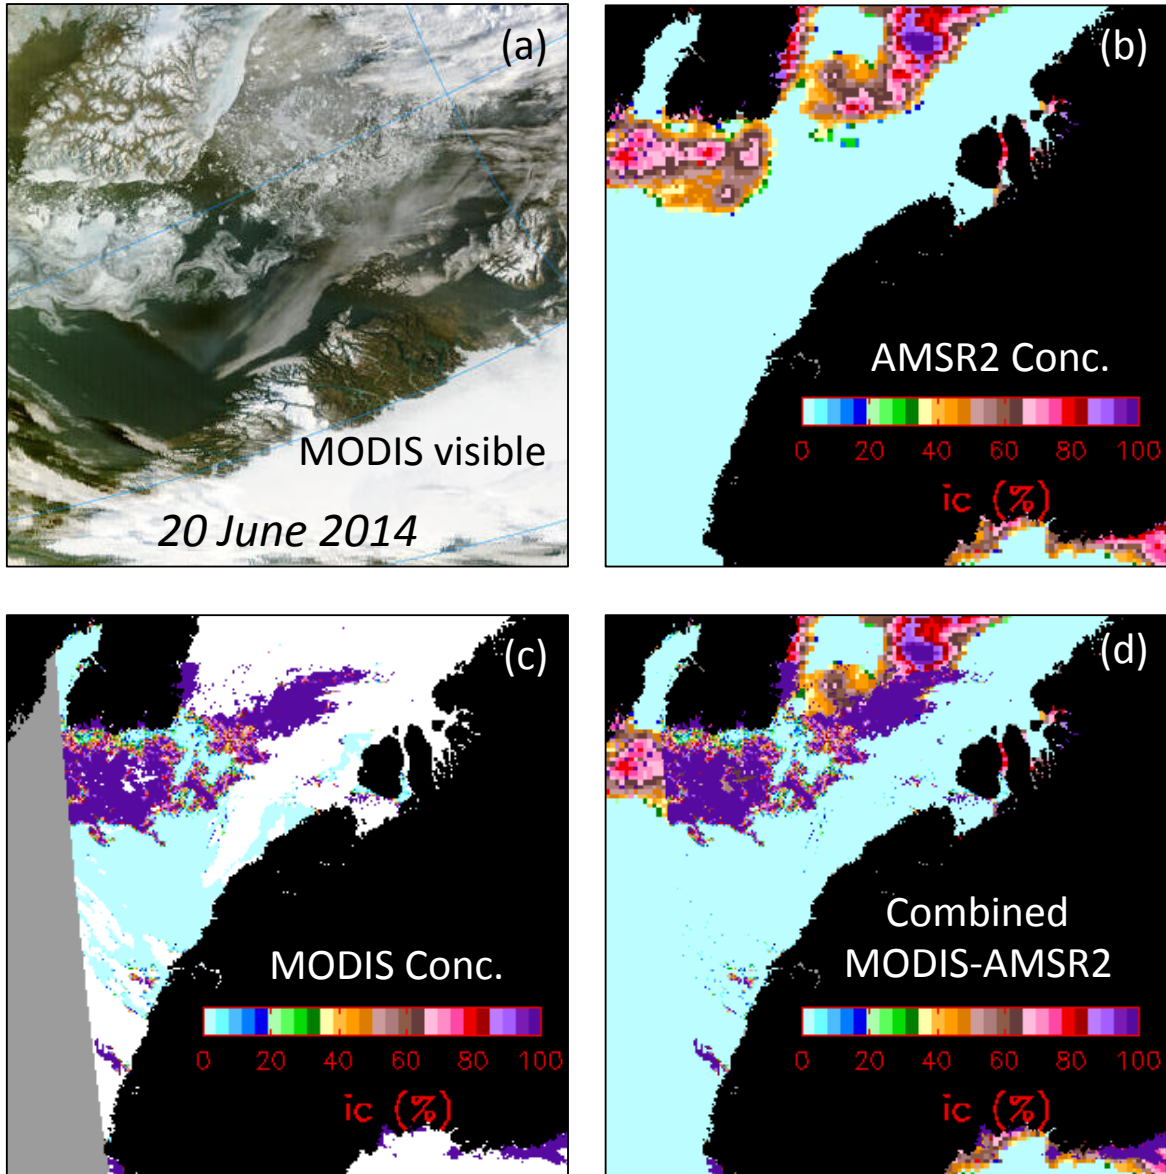 (a)
MODIS visible
20 June 2014
(b)
AMSR2 Conc.
0 20 40 60 80 100
ic (%)
(c)
MODIS Conc.
0 20 40 60 80 100
ic (%)
(d)
Combined
MODIS-AMSR2
0 20 40 60 80 100
ic (%)